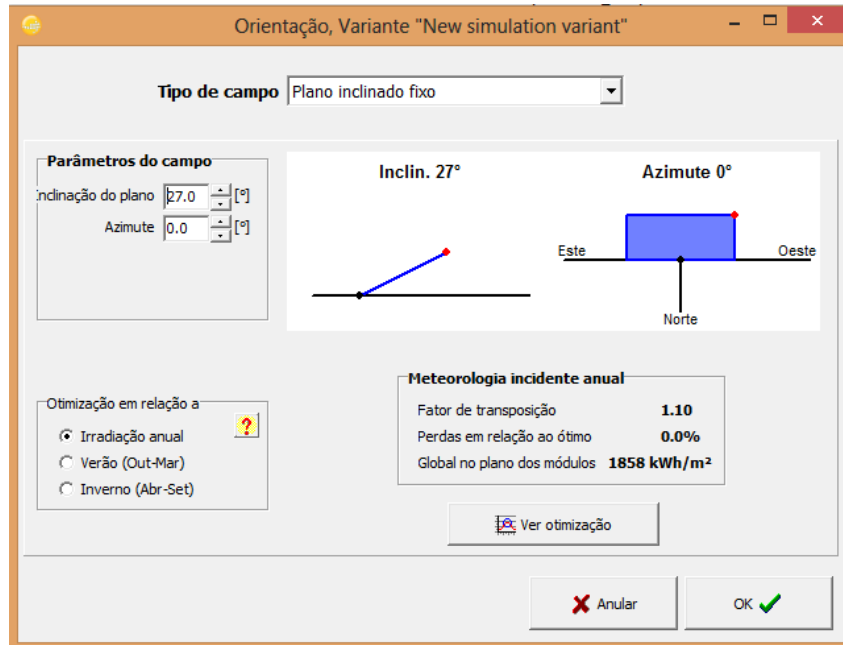 Orientação, Variante "New simulation variant"
Tipo de campo Plano inclinado fixo
Parâmetros do campo
Inclinação do plano 27.0 [º]
Azimute 0.0 [º]
Inclin. 27° Azimute 0°
Este Oeste
Norte
Otimização em relação a
?
Irradiação anual
Verão (Out-Mar)
Inverno (Abr-Set)
Meteorologia incidente anual
Fator de transposição 1.10
Perdas em relação ao ótimo 0.0%
Global no plano dos módulos 1858 kWh/m²
Ver otimização
Anular OK